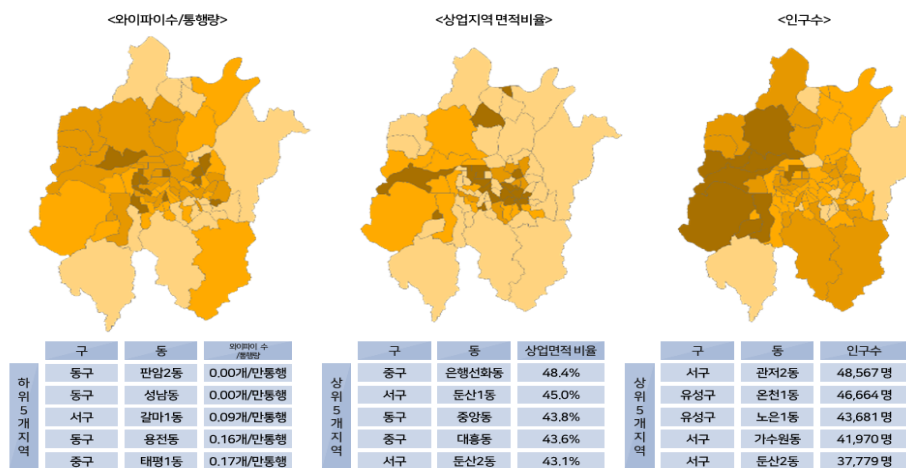 <와이파이수/통행량>
<상업지역 면적비율>
<인구수>
하위5개지역
구 동 와이파이 수/통행량
동구 판암2동 0.00개/만통행
동구 성남동 0.00개/만통행
서구 갈마1동 0.09개/만통행
동구 용전동 0.16개/만통행
중구 태평1동 0.17개/만통행
상위5개지역
구 동 상업면적 비율
중구 은행선화동 48.4%
서구 둔산1동 45.0%
동구 중앙동 43.8%
중구 대흥동 43.6%
서구 둔산2동 43.1%
상위5개지역
구 동 인구수
서구 관저2동 48,567 명
유성구 온천1동 46,664 명
유성구 노은1동 43,681 명
서구 가수원동 41,970 명
서구 둔산2동 37,779 명